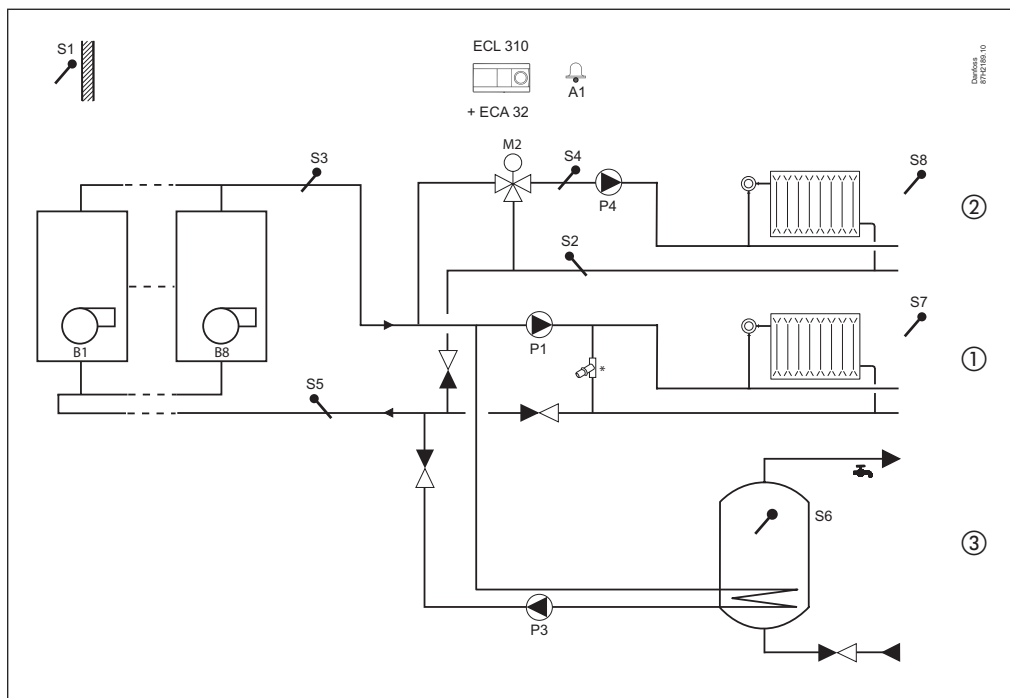 S1
ECL 310
A1
+ ECA 32
Danfoss
87H2189.10
M2
S3
S4
S8
P4
②
S2
S7
B1
B8
P1
①
*
S5
S6
③
P3